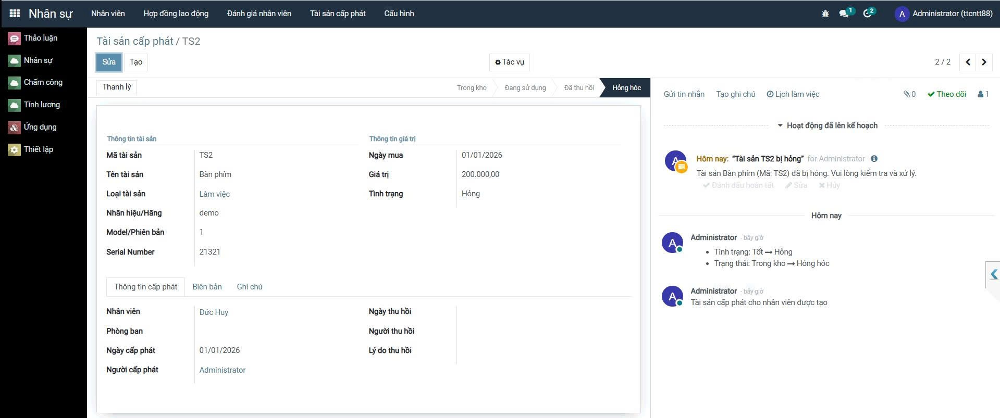 Nhân sự
Nhân viên
Hợp đồng lao động
Đánh giá nhân viên
Tài sản cấp phát
Cấu hình
1
2
A
Administrator (ttcntt88)
Thảo luận
Nhân sự
Chấm công
Tính lương
Ứng dụng
Thiết lập
Tài sản cấp phát / TS2
Sửa
Tạo
Tác vụ
2 / 2
Thanh lý
Trong kho
Đang sử dụng
Đã thu hồi
Hỏng hóc
Thông tin tài sản
Mã tài sản TS2
Tên tài sản Bàn phím
Loại tài sản Làm việc
Nhãn hiệu/Hãng demo
Model/Phiên bản 1
Serial Number 21321
Thông tin giá trị
Ngày mua 01/01/2026
Giá trị 200.000,00
Tình trạng Hỏng
Thông tin cấp phát
Biên bản
Ghi chú
Nhân viên Đức Huy
Phòng ban
Ngày cấp phát 01/01/2026
Người cấp phát Administrator
Ngày thu hồi
Người thu hồi
Lý do thu hồi
Gửi tin nhắn
Tạo ghi chú
Lịch làm việc
0
Theo dõi
1
Hoạt động đã lên kế hoạch
A
Hôm nay: “Tài sản TS2 bị hỏng” for Administrator
Tài sản Bàn phím (Mã: TS2) đã bị hỏng. Vui lòng kiểm tra và xử lý.
Đánh dấu hoàn tất Sửa Hủy
Hôm nay
A
Administrator - bây giờ
Tình trạng: Tốt → Hỏng
Trạng thái: Trong kho → Hỏng hóc
A
Administrator - bây giờ
Tài sản cấp phát cho nhân viên được tạo